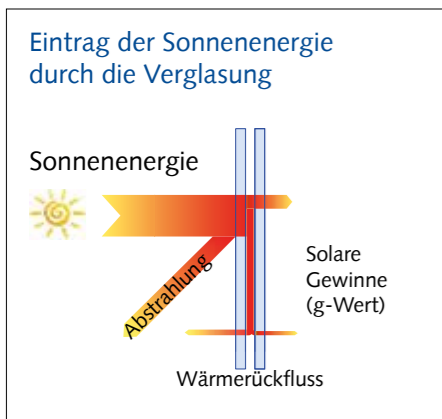 Eintrag der Sonnenenergie
durch die Verglasung
Sonnenenergie
Abstrahlung
Solare
Gewinne
(g-Wert)
Wärmerückfluss